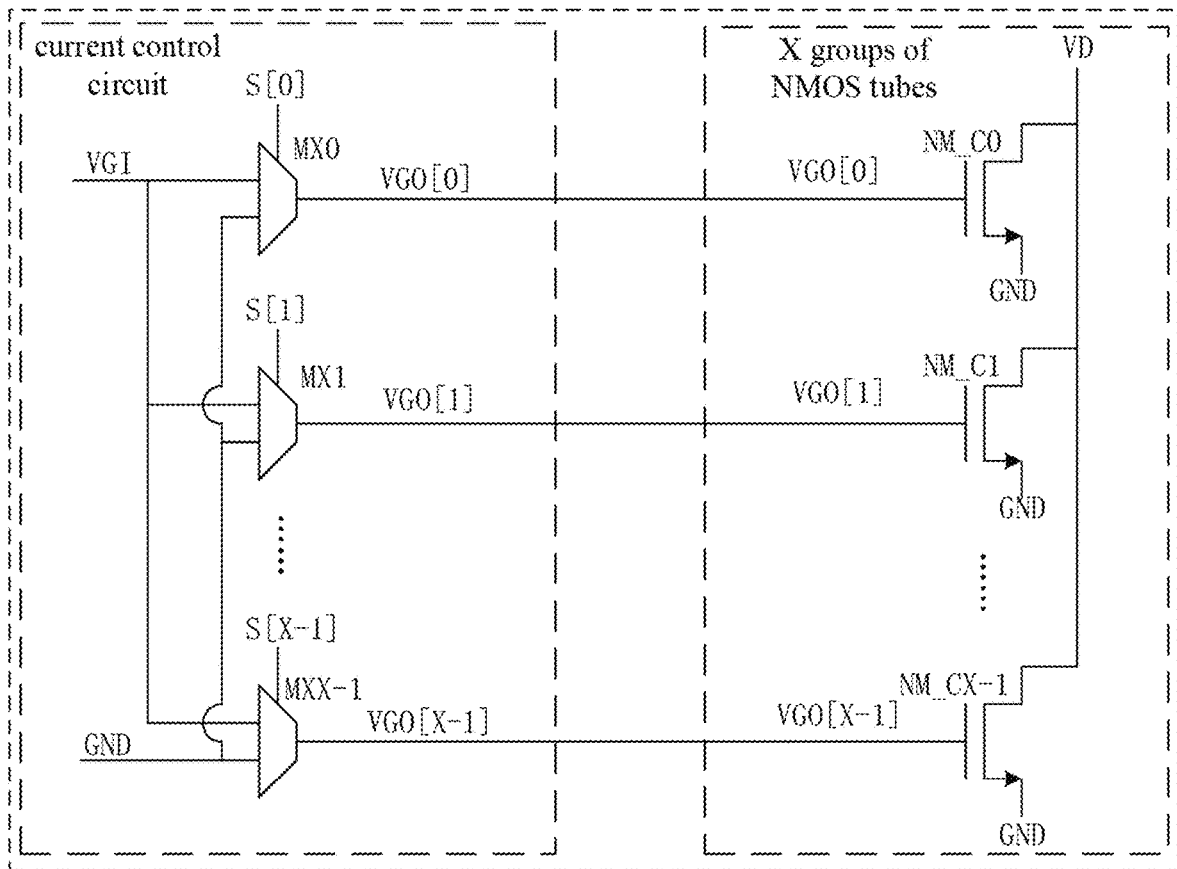 current control
circuit
X groups of
NMOS tubes
VD
S[0]
MX0
VGI
VGO[0]
VGO[0]
NM_C0
GND
S[1]
MX1
VGO[1]
VGO[1]
NM_C1
GND
S[X-1]
MXX-1
VGO[X-1]
VGO[X-1]
NM_CX-1
GND
GND